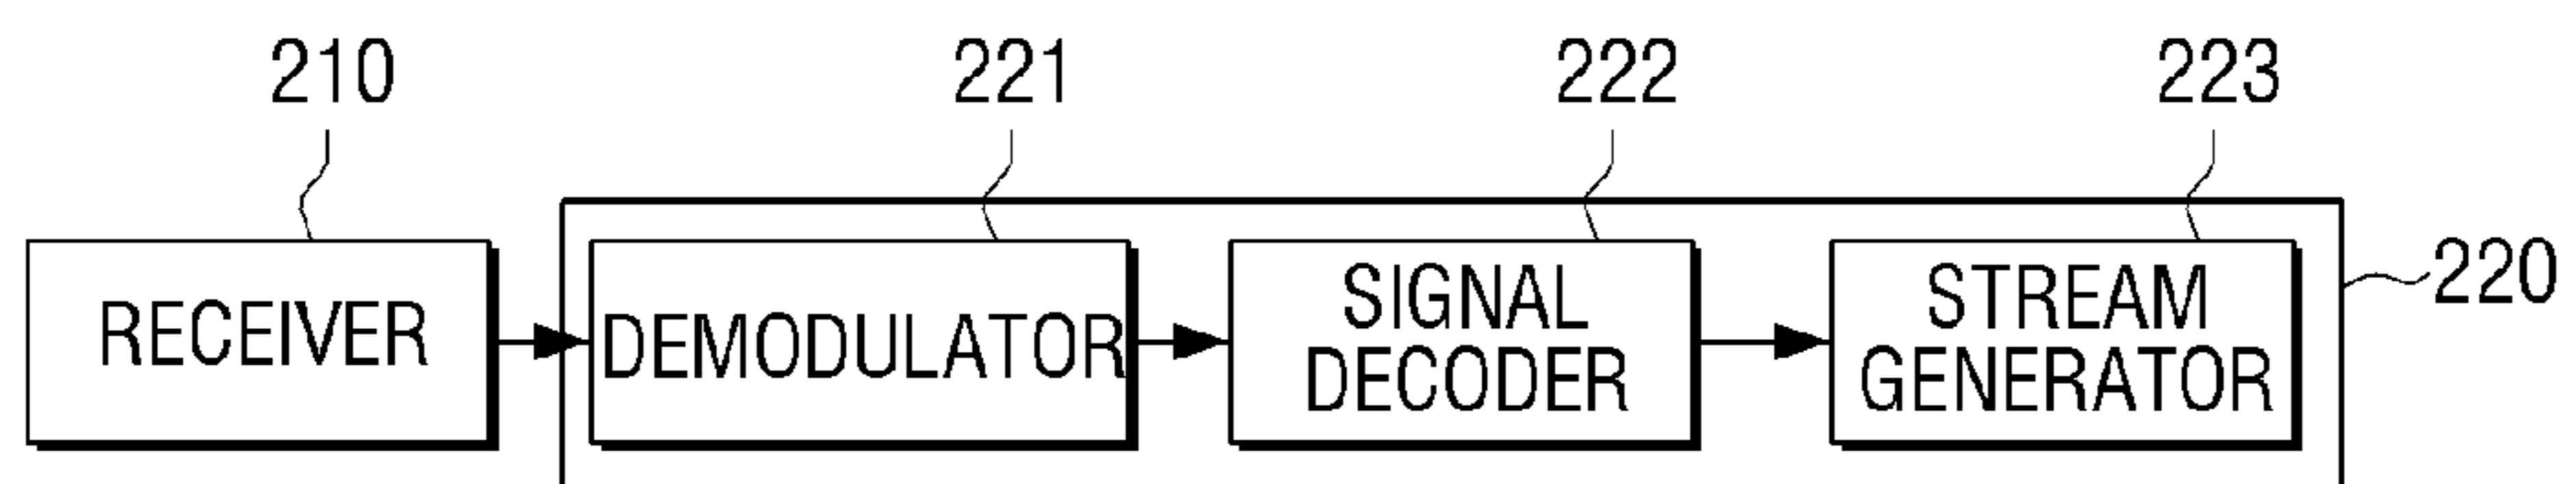 210
221
222
223
RECEIVER
DEMODULATOR
SIGNAL
DECODER
STREAM
GENERATOR
220